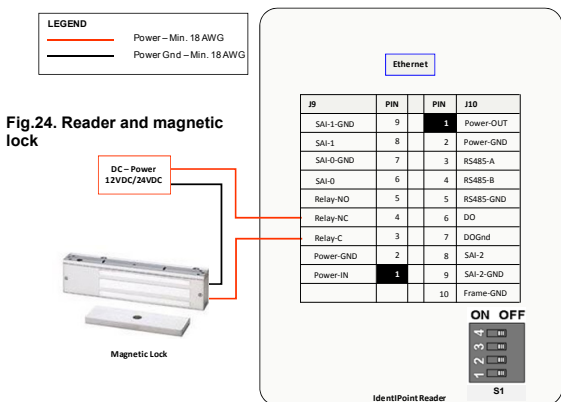 LEGEND
Power – Min. 18 AWG
Power Gnd – Min. 18 AWG
Fig.24. Reader and magnetic
lock
DC – Power
12VDC/24VDC
Magnetic Lock
Ethernet
J9 PIN PIN J10
SAI-1-GND 9 1 Power-OUT
SAI-1 8 2 Power-GND
SAI-0-GND 7 3 RS485-A
SAI-0 6 4 RS485-B
Relay-NO 5 5 RS485-GND
Relay-NC 4 6 DO
Relay-C 3 7 DOGnd
Power-GND 2 8 SAI-2
Power-IN 1 9 SAI-2-GND
10 Frame-GND
ON OFF
4
3
2
1
S1
IdentIPoint Reader